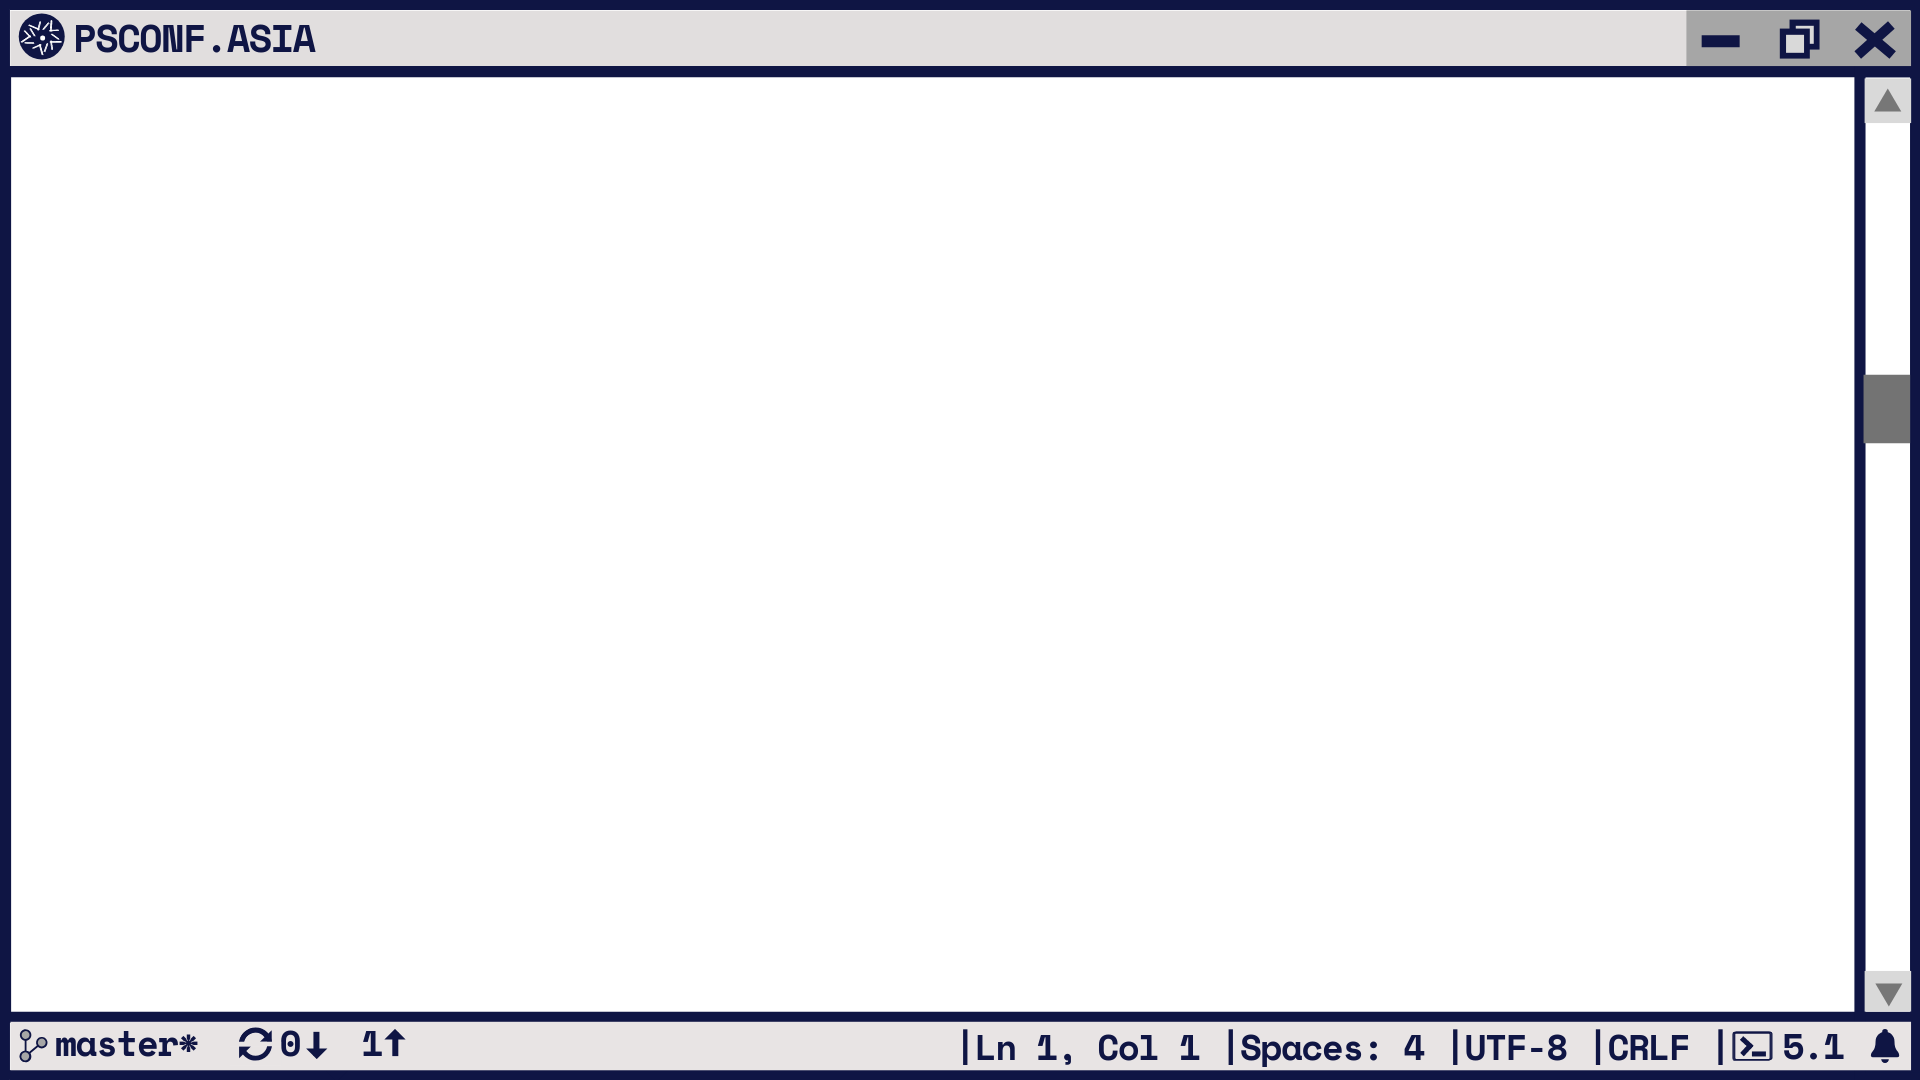 PSCONF.ASIA
master* 0↓ 1↑ |Ln 1, Col 1 |Spaces: 4 |UTF-8 |CRLF | 5.1